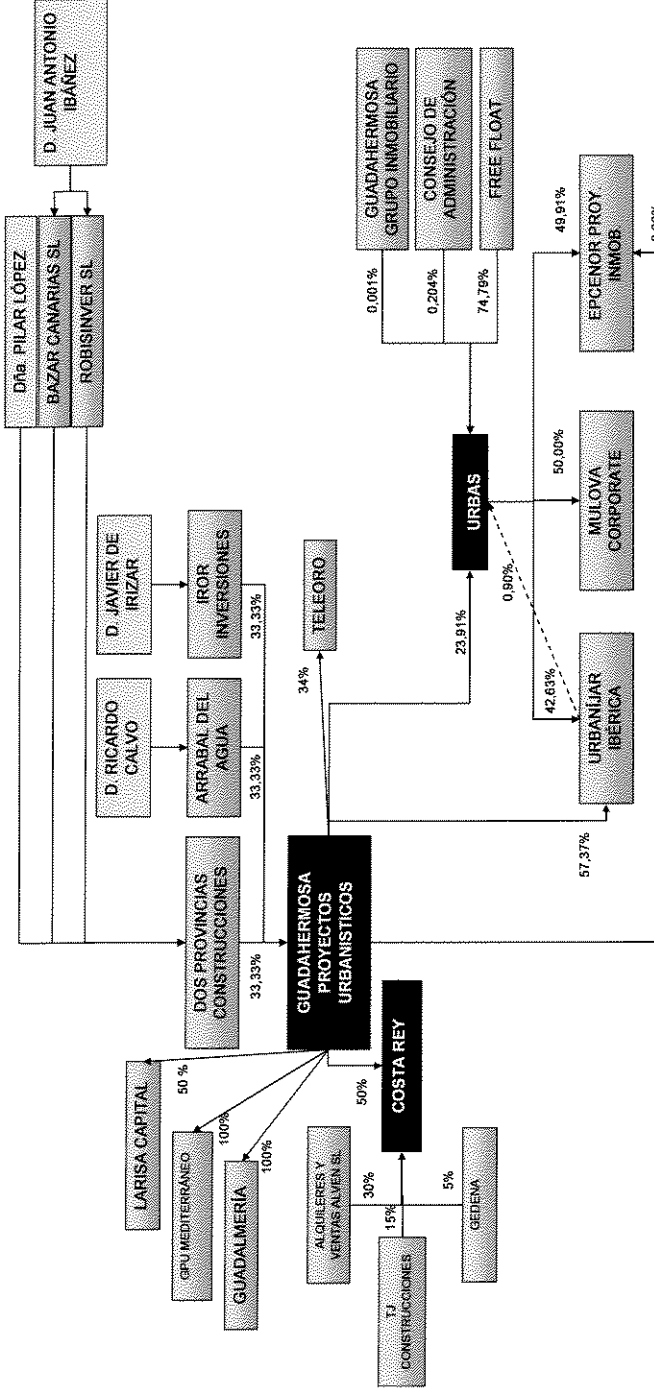 D. JUAN ANTONIO
IBÁÑEZ
Dña. PILAR LÓPEZ
BAZAR CANARIAS SL
ROBISINVER SL
D. RICARDO
CALVO
D. JAVIER DE
IRIZAR
DOS PROVINCIAS
CONSTRUCCIONES
ARRABAL DEL
AGUA
IROR
INVERSIONES
33,33%
33,33%
33,33%
LARISA CAPITAL
50 %
GPU MEDITERRÁNEO
100%
GUADALMERÍA
100%
GUADAHERMOSA
PROYECTOS
URBANISTICOS
TELEORO
34%
GUADAHERMOSA
GRUPO INMOBILIARIO
0,001%
CONSEJO DE
ADMINISTRACIÓN
0,204%
FREE FLOAT
74,79%
50%
COSTA REY
ALQUILERES Y
VENTAS ALVEN SL
30%
TJ
CONSTRUCCIONES
15%
5%
GEDENA
23,91%
URBAS
0,90%
57,37%
42,63%
50,00%
49,91%
URBANÍJAR
IBÉRICA
MULOVA
CORPORATE
EPCENOR PROY
INMOB